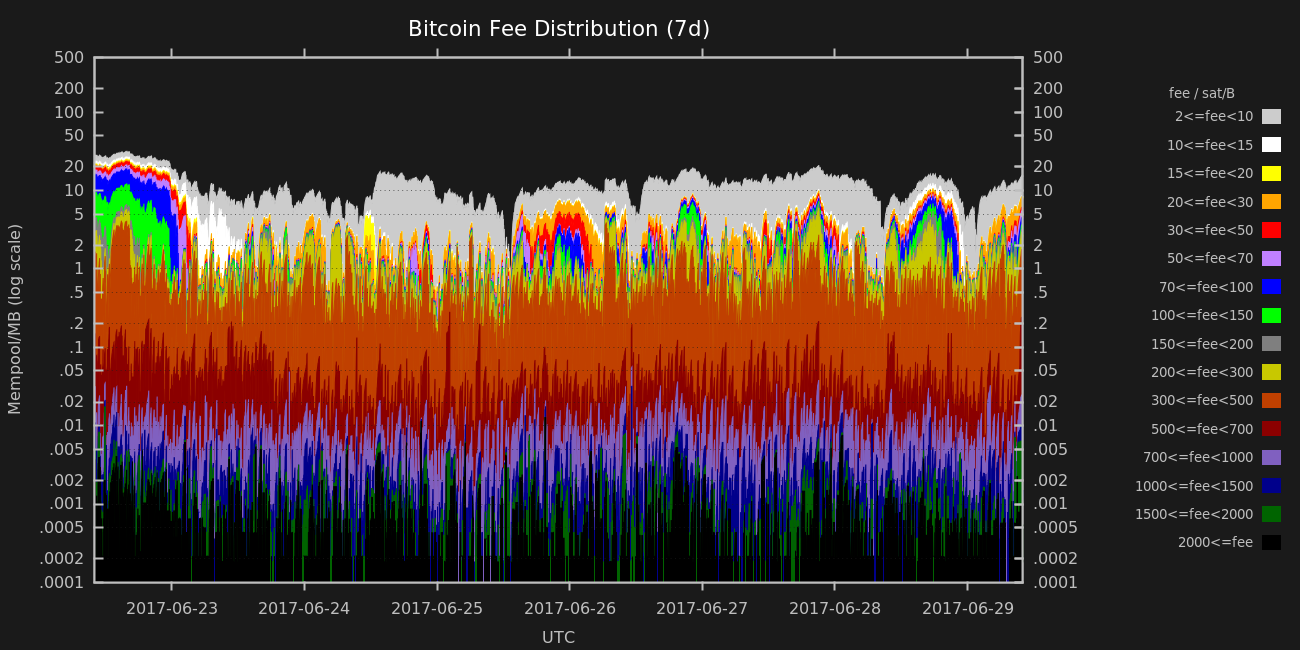 Bitcoin Fee Distribution (7d)
500
200
100
50
20
10
5
2
1
.5
.2
.1
.05
.02
.01
.005
.002
.001
.0005
.0002
.0001
Mempool/MB (log scale)
500
200
100
50
20
10
5
2
1
.5
.2
.1
.05
.02
.01
.005
.002
.001
.0005
.0002
.0001
2017-06-23 2017-06-24 2017-06-25 2017-06-26 2017-06-27 2017-06-28 2017-06-29
UTC
fee / sat/B
2<=fee<10
10<=fee<15
15<=fee<20
20<=fee<30
30<=fee<50
50<=fee<70
70<=fee<100
100<=fee<150
150<=fee<200
200<=fee<300
300<=fee<500
500<=fee<700
700<=fee<1000
1000<=fee<1500
1500<=fee<2000
2000<=fee